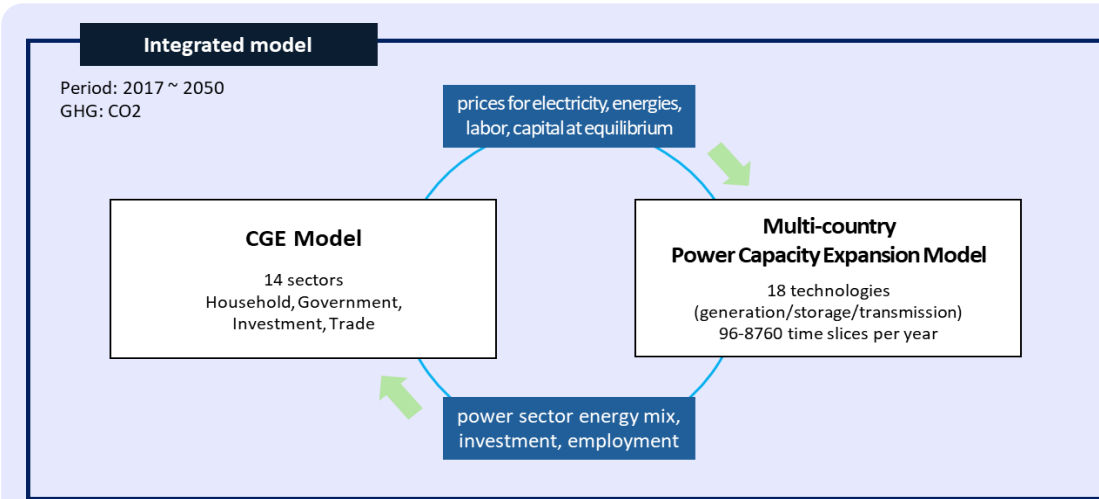 Integrated model
Period: 2017 ~ 2050
GHG: CO2
prices for electricity, energies,
labor, capital at equilibrium
CGE Model
14 sectors
Household, Government,
Investment, Trade
Multi-country
Power Capacity Expansion Model
18 technologies
(generation/storage/transmission)
96-8760 time slices per year
power sector energy mix,
investment, employment